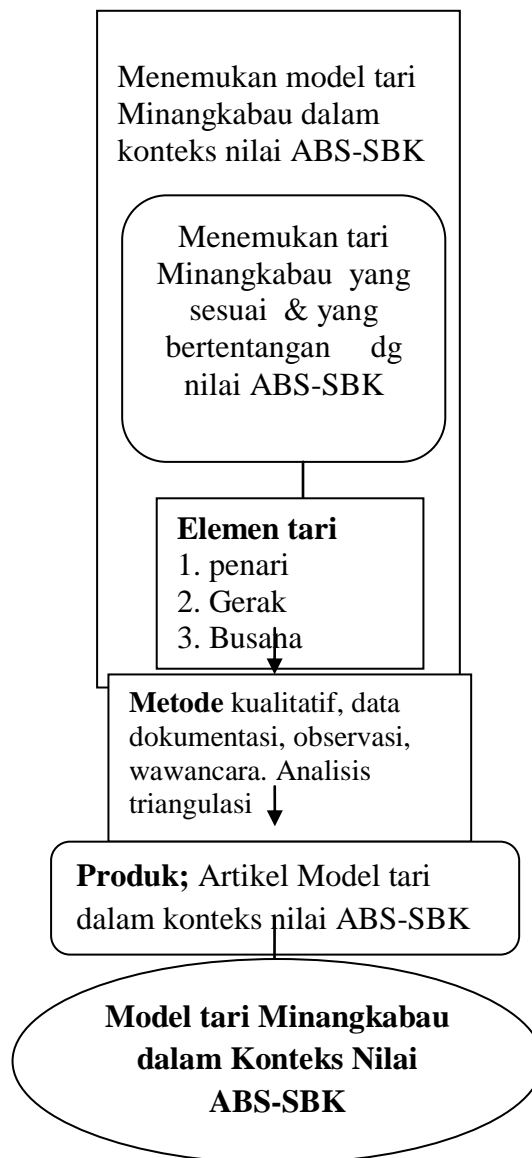 Menemukan model tari
Minangkabau dalam
konteks nilai ABS-SBK
Menemukan tari
Minangkabau yang
sesuai & yang
bertentangan dg
nilai ABS-SBK
Elemen tari
1. penari
2. Gerak
3. Busana
Metode kualitatif, data
dokumentasi, observasi,
wawancara. Analisis
triangulasi
Produk; Artikel Model tari
dalam konteks nilai ABS-SBK
Model tari Minangkabau
dalam Konteks Nilai
ABS-SBK